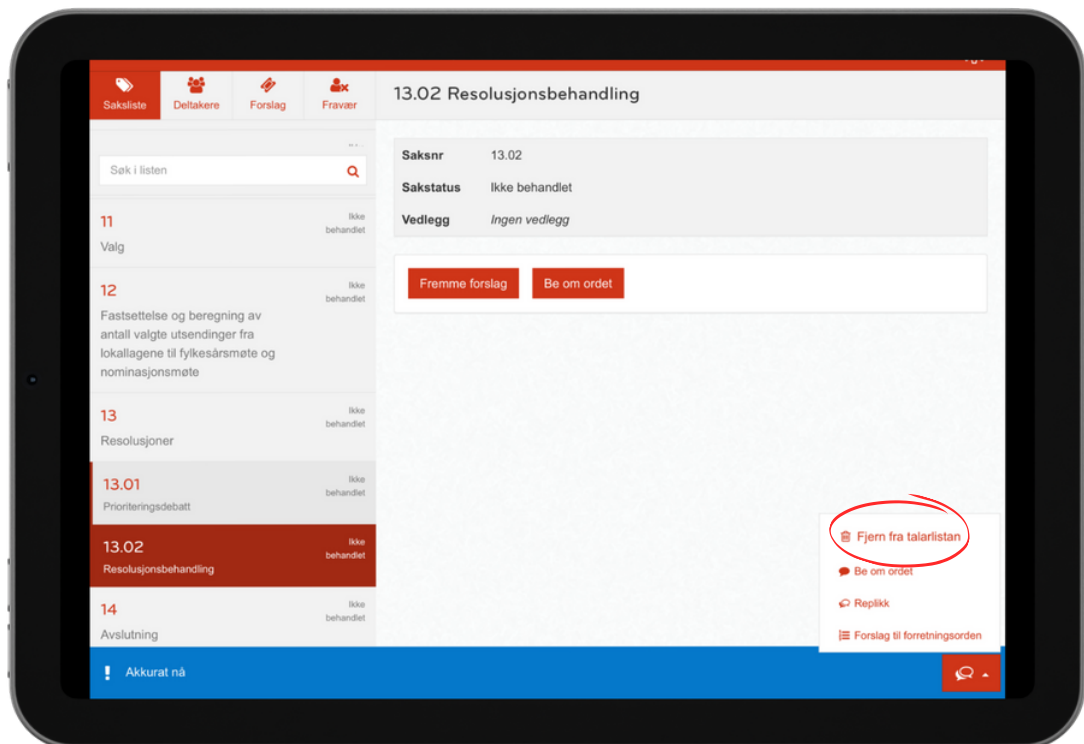 Saksliste
Deltakere
Forslag
Fravær
13.02 Resolusjonsbehandling
Søk i listen
11
Ikke
behandlet
Valg
12
Ikke
behandlet
Fastsettelse og beregning av
antall valgte utsendinger fra
lokallagene til fylkesårsmøte og
nominasjonsmøte
13
Ikke
behandlet
Resolusjoner
13.01
Ikke
behandlet
Prioriteringsdebatt
13.02
Ikke
behandlet
Resolusjonsbehandling
14
Ikke
behandlet
Avslutning
Saksnr 13.02
Sakstatus Ikke behandlet
Vedlegg Ingen vedlegg
Fremme forslag
Be om ordet
Fjern fra talarlistan
Be om ordet
Replikk
Forslag til forretningsorden
Akkurat nå